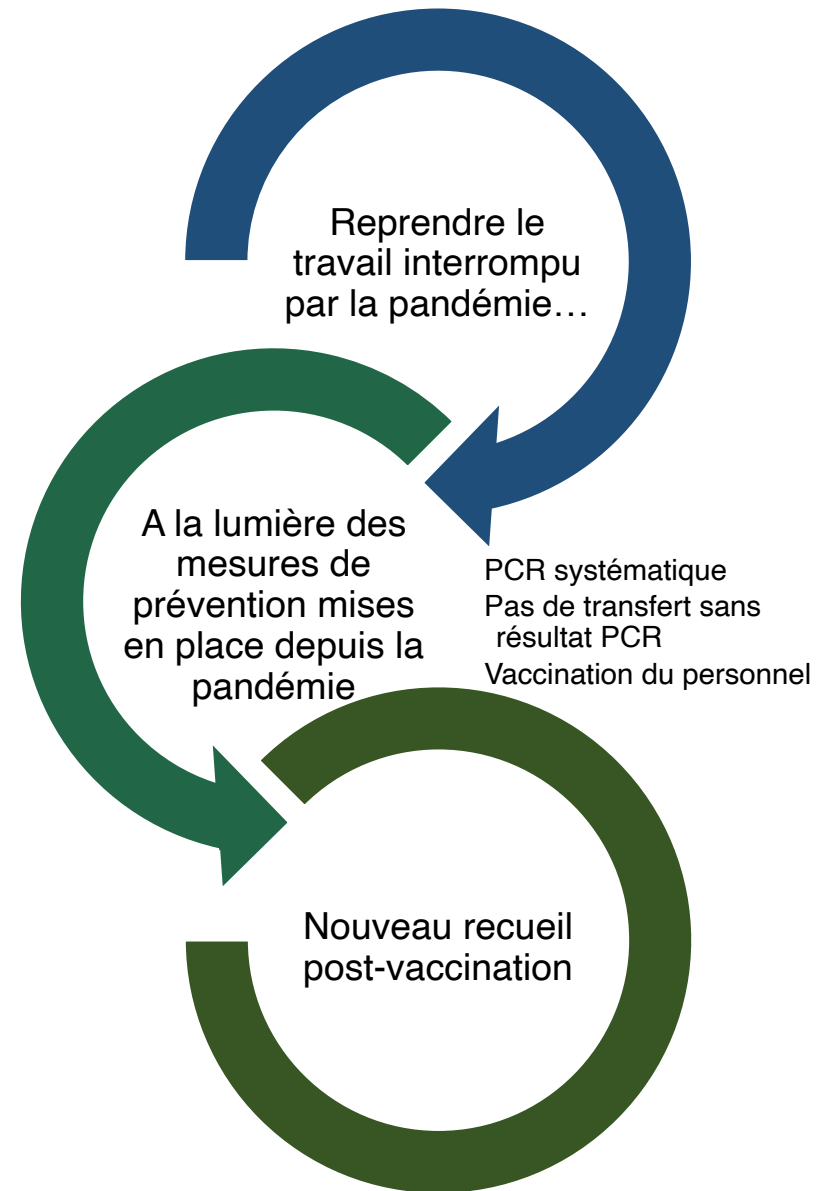 Reprendre le
travail interrompu
par la pandémie…
A la lumière des
mesures de
prévention mises
en place depuis la
pandémie
PCR systématique
Pas de transfert sans
résultat PCR
Vaccination du personnel
Nouveau recueil
post-vaccination